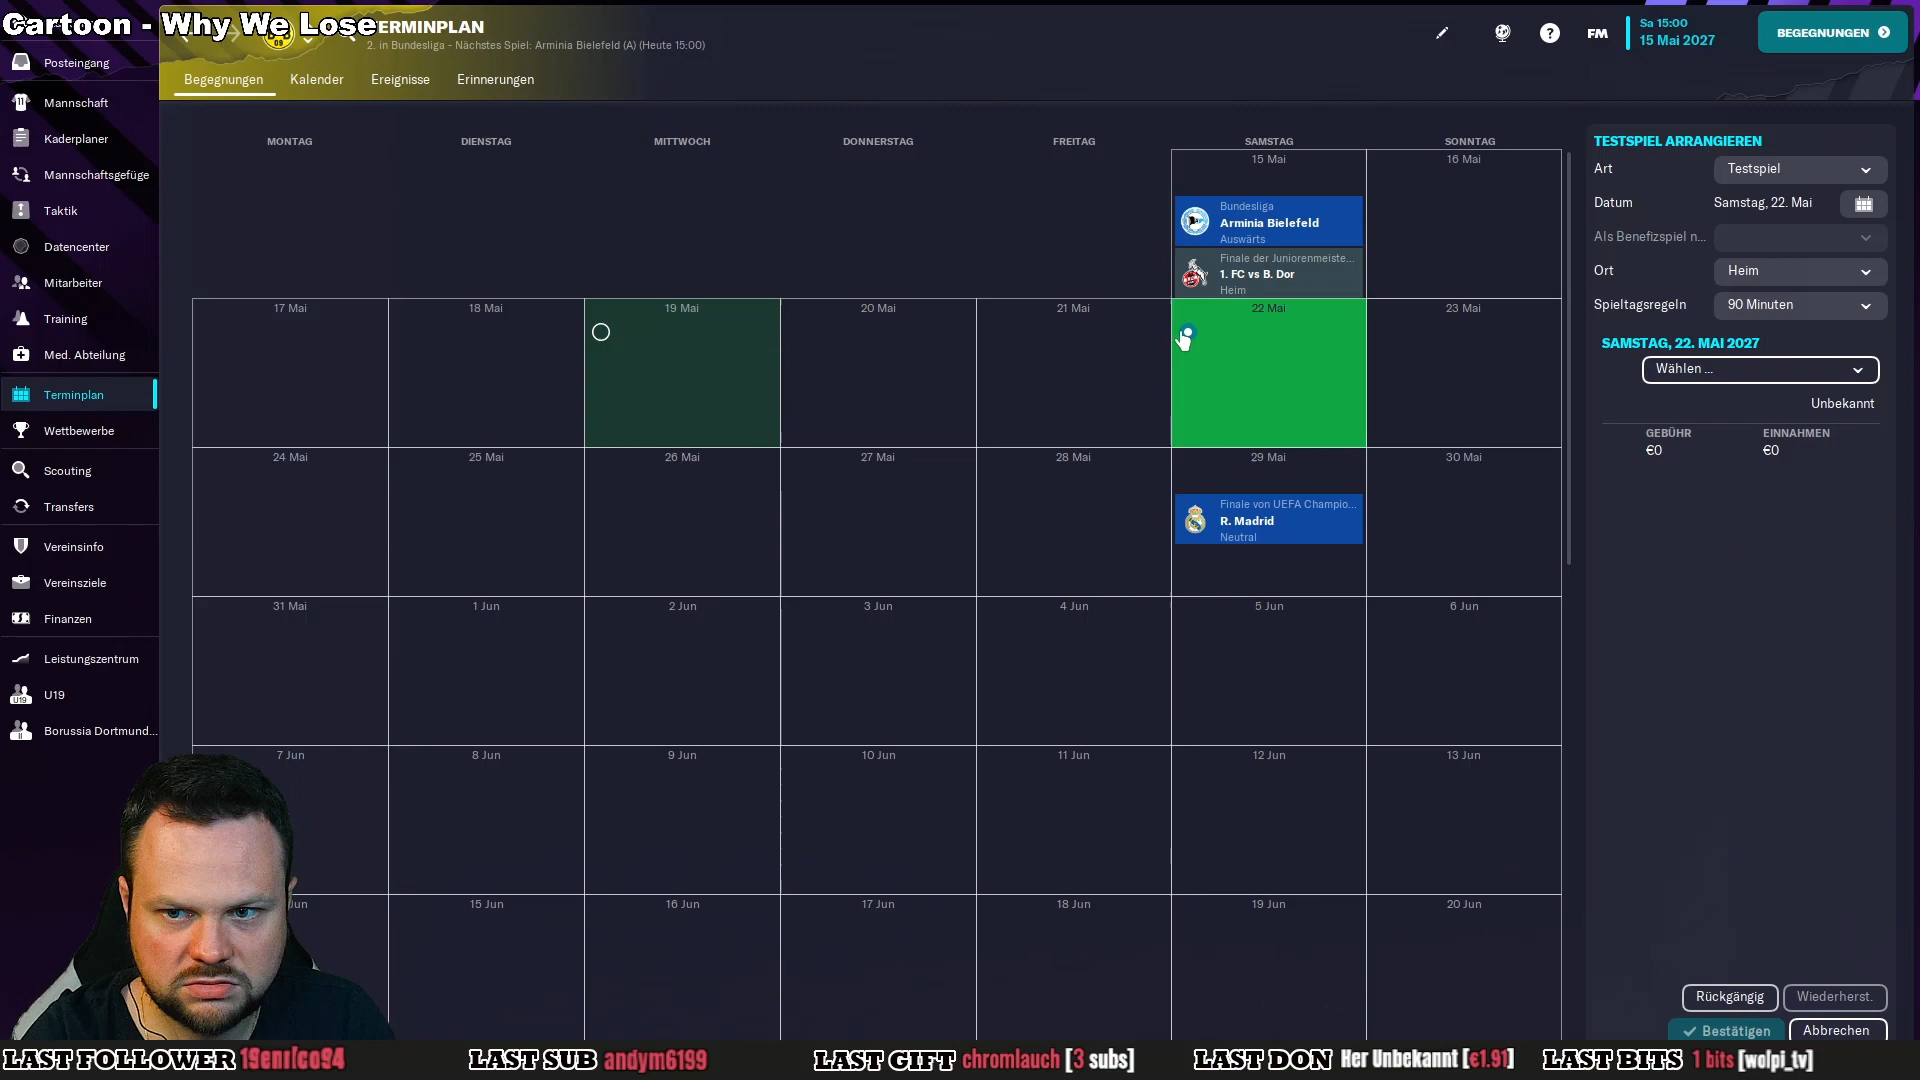 Cartoon - Why We Lose
TERMINPLAN
2. in Bundesliga - Nächstes Spiel: Arminia Bielefeld (A) (Heute 15:00)
FM
Sa 15:00
15 Mai 2027
BEGEGNUNGEN
Begegnungen
Kalender
Ereignisse
Erinnerungen
Posteingang
Mannschaft
Kaderplaner
Mannschaftsgefüge
Taktik
Datencenter
Mitarbeiter
Training
Med. Abteilung
Terminplan
Wettbewerbe
Scouting
Transfers
Vereinsinfo
Vereinsziele
Finanzen
Leistungszentrum
U19
Borussia Dortmund...
MONTAG
DIENSTAG
MITTWOCH
DONNERSTAG
FREITAG
SAMSTAG
SONNTAG
15 Mai
16 Mai
Bundesliga
Arminia Bielefeld
Auswärts
Finale der Juniorenmeiste...
1. FC vs B. Dor
Heim
17 Mai
18 Mai
19 Mai
20 Mai
21 Mai
22 Mai
23 Mai
24 Mai
25 Mai
26 Mai
27 Mai
28 Mai
29 Mai
30 Mai
Finale von UEFA Champio...
R. Madrid
Neutral
31 Mai
1 Jun
2 Jun
3 Jun
4 Jun
5 Jun
6 Jun
7 Jun
8 Jun
9 Jun
10 Jun
11 Jun
12 Jun
13 Jun
Jun
15 Jun
16 Jun
17 Jun
18 Jun
19 Jun
20 Jun
TESTSPIEL ARRANGIEREN
Art
Testspiel
Datum
Samstag, 22. Mai
Als Benefizspiel n...
Ort
Heim
Spieltagsregeln
90 Minuten
SAMSTAG, 22. MAI 2027
Wählen ...
Unbekannt
GEBÜHR
EINNAHMEN
€0
€0
Rückgängig
Wiederherst.
Bestätigen
Abbrechen
LAST FOLLOWER 19enrico94
LAST SUB andym6199
LAST GIFT chromlauch [3 subs]
LAST DON Her Unbekannt [€1.91]
LAST BITS 1 bits [wolpi_tv]